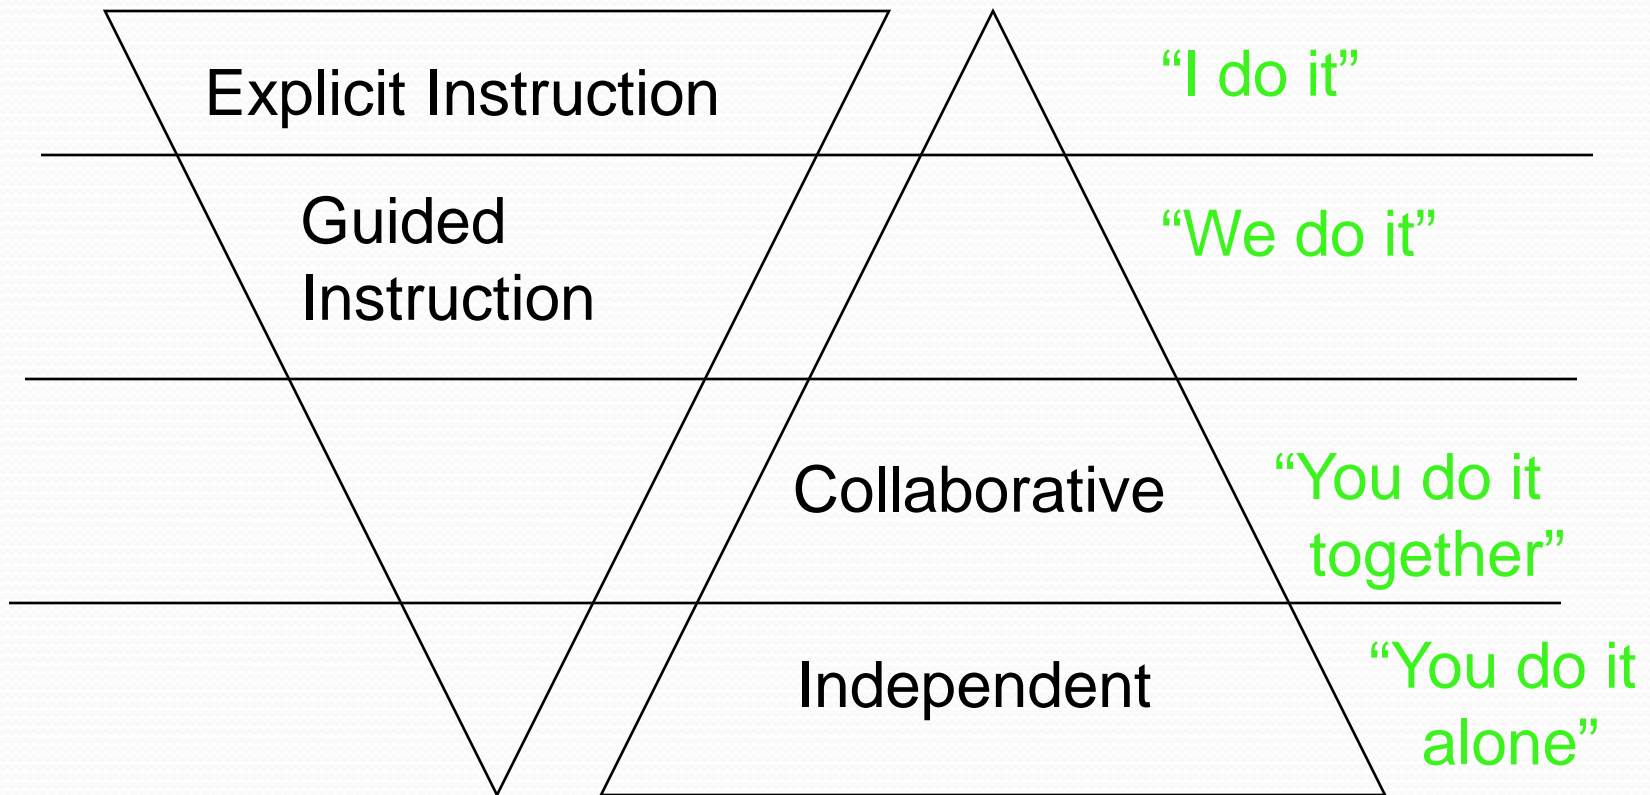 Explicit Instruction
“I do it”
Guided
Instruction
“We do it”
Collaborative
“You do it
together”
Independent
“You do it
alone”